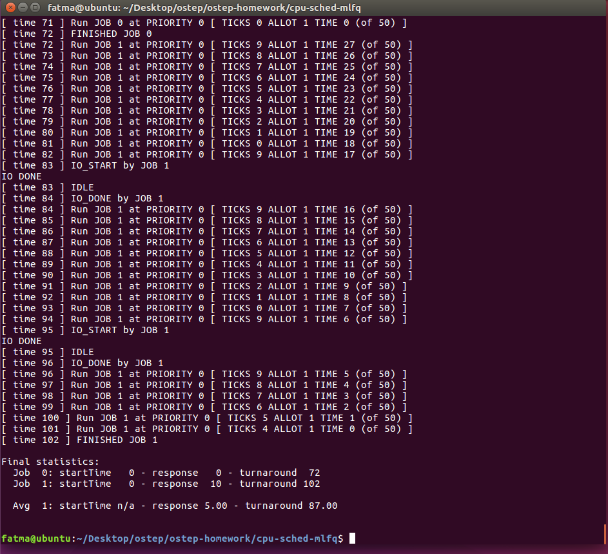 fatma@ubuntu: ~/Desktop/ostep/ostep-homework/cpu-sched-mlfq
[ time 71 ] Run JOB 0 at PRIORITY 0 [ TICKS 0 ALLOT 1 TIME 0 (of 50) ]
[ time 72 ] FINISHED JOB 0
[ time 72 ] Run JOB 1 at PRIORITY 0 [ TICKS 9 ALLOT 1 TIME 27 (of 50) ]
[ time 73 ] Run JOB 1 at PRIORITY 0 [ TICKS 8 ALLOT 1 TIME 26 (of 50) ]
[ time 74 ] Run JOB 1 at PRIORITY 0 [ TICKS 7 ALLOT 1 TIME 25 (of 50) ]
[ time 75 ] Run JOB 1 at PRIORITY 0 [ TICKS 6 ALLOT 1 TIME 24 (of 50) ]
[ time 76 ] Run JOB 1 at PRIORITY 0 [ TICKS 5 ALLOT 1 TIME 23 (of 50) ]
[ time 77 ] Run JOB 1 at PRIORITY 0 [ TICKS 4 ALLOT 1 TIME 22 (of 50) ]
[ time 78 ] Run JOB 1 at PRIORITY 0 [ TICKS 3 ALLOT 1 TIME 21 (of 50) ]
[ time 79 ] Run JOB 1 at PRIORITY 0 [ TICKS 2 ALLOT 1 TIME 20 (of 50) ]
[ time 80 ] Run JOB 1 at PRIORITY 0 [ TICKS 1 ALLOT 1 TIME 19 (of 50) ]
[ time 81 ] Run JOB 1 at PRIORITY 0 [ TICKS 0 ALLOT 1 TIME 18 (of 50) ]
[ time 82 ] Run JOB 1 at PRIORITY 0 [ TICKS 9 ALLOT 1 TIME 17 (of 50) ]
[ time 83 ] IO_START by JOB 1
IO DONE
[ time 83 ] IDLE
[ time 84 ] IO_DONE by JOB 1
[ time 84 ] Run JOB 1 at PRIORITY 0 [ TICKS 9 ALLOT 1 TIME 16 (of 50) ]
[ time 85 ] Run JOB 1 at PRIORITY 0 [ TICKS 8 ALLOT 1 TIME 15 (of 50) ]
[ time 86 ] Run JOB 1 at PRIORITY 0 [ TICKS 7 ALLOT 1 TIME 14 (of 50) ]
[ time 87 ] Run JOB 1 at PRIORITY 0 [ TICKS 6 ALLOT 1 TIME 13 (of 50) ]
[ time 88 ] Run JOB 1 at PRIORITY 0 [ TICKS 5 ALLOT 1 TIME 12 (of 50) ]
[ time 89 ] Run JOB 1 at PRIORITY 0 [ TICKS 4 ALLOT 1 TIME 11 (of 50) ]
[ time 90 ] Run JOB 1 at PRIORITY 0 [ TICKS 3 ALLOT 1 TIME 10 (of 50) ]
[ time 91 ] Run JOB 1 at PRIORITY 0 [ TICKS 2 ALLOT 1 TIME 9 (of 50) ]
[ time 92 ] Run JOB 1 at PRIORITY 0 [ TICKS 1 ALLOT 1 TIME 8 (of 50) ]
[ time 93 ] Run JOB 1 at PRIORITY 0 [ TICKS 0 ALLOT 1 TIME 7 (of 50) ]
[ time 94 ] Run JOB 1 at PRIORITY 0 [ TICKS 9 ALLOT 1 TIME 6 (of 50) ]
[ time 95 ] IO_START by JOB 1
IO DONE
[ time 95 ] IDLE
[ time 96 ] IO_DONE by JOB 1
[ time 96 ] Run JOB 1 at PRIORITY 0 [ TICKS 9 ALLOT 1 TIME 5 (of 50) ]
[ time 97 ] Run JOB 1 at PRIORITY 0 [ TICKS 8 ALLOT 1 TIME 4 (of 50) ]
[ time 98 ] Run JOB 1 at PRIORITY 0 [ TICKS 7 ALLOT 1 TIME 3 (of 50) ]
[ time 99 ] Run JOB 1 at PRIORITY 0 [ TICKS 6 ALLOT 1 TIME 2 (of 50) ]
[ time 100 ] Run JOB 1 at PRIORITY 0 [ TICKS 5 ALLOT 1 TIME 1 (of 50) ]
[ time 101 ] Run JOB 1 at PRIORITY 0 [ TICKS 4 ALLOT 1 TIME 0 (of 50) ]
[ time 102 ] FINISHED JOB 1
Final statistics:
Job 0: startTime 0 - response 0 - turnaround 72
Job 1: startTime 0 - response 10 - turnaround 102
Avg 1: startTime n/a - response 5.00 - turnaround 87.00
fatma@ubuntu:~/Desktop/ostep/ostep-homework/cpu-sched-mlfq$